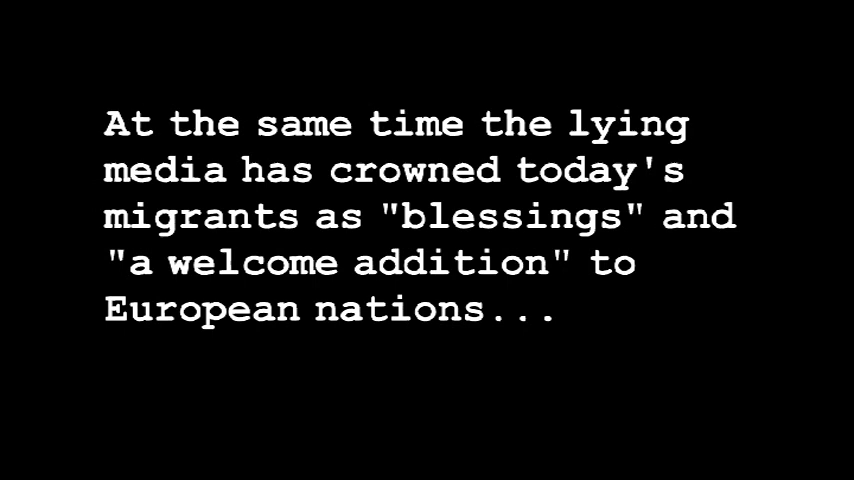 At the same time the lying
media has crowned today's
migrants as "blessings" and
"a welcome addition" to
European nations...